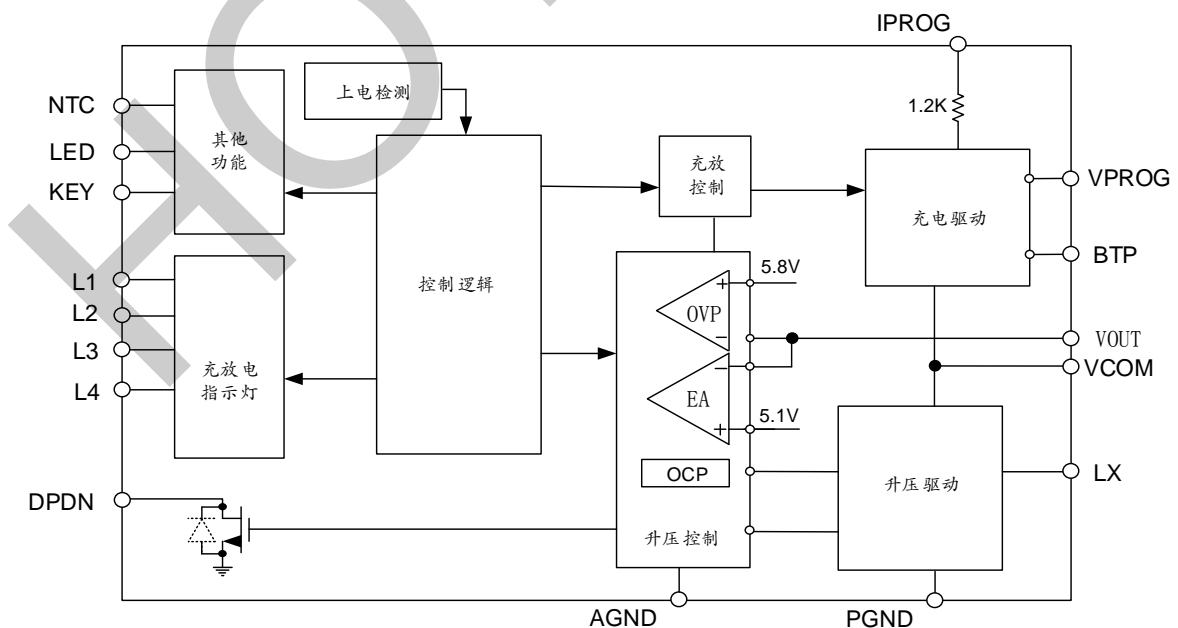 IPROG
NTC
LED
KEY
其他
功能
上电检测
1.2K
充放
控制
充电驱动
VPROG
BTP
L1
L2
L3
L4
充放电
指示灯
控制逻辑
5.8V
+
OVP
−
−
EA
+
5.1V
VOUT
VCOM
OCP
升压驱动
LX
DPDN
升压控制
AGND
PGND
HO